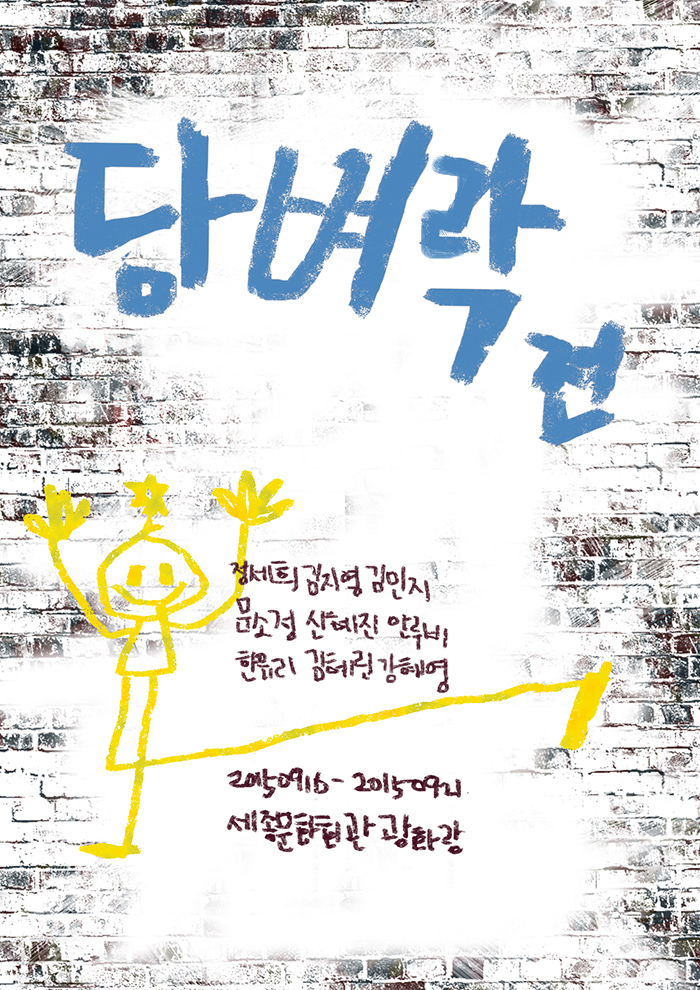 담벼락
전
정세희 김지영 김민지
문소정 신혜진 안루비
한유리 김혜린 강혜영
20150916-20150921
세종문화회관 광화랑